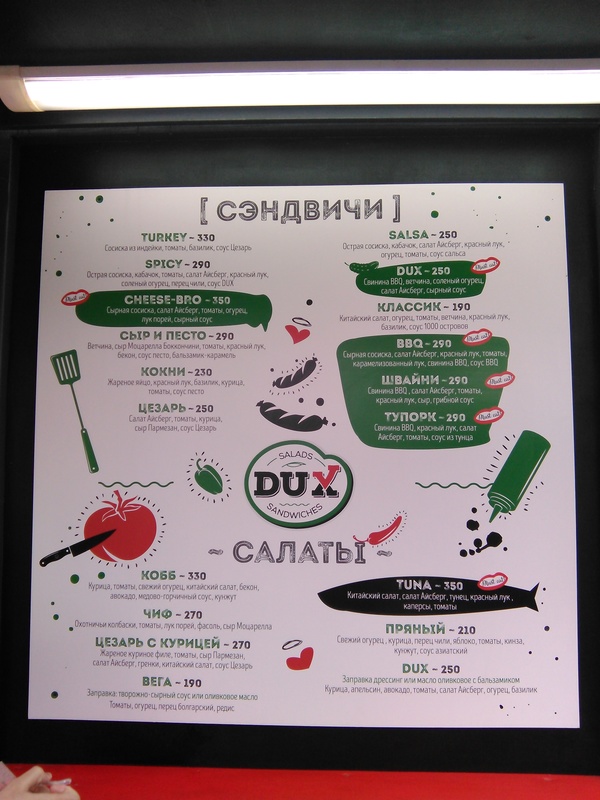 [ СЭНДВИЧИ ]
TURKEY – 330
Сосиска из индейки, томаты, базилик, соус Цезарь
SPICY – 290
Острая сосиска, кабачок, томаты, салат Айсберг, красный лук,
соленый огурец, перец чили, соус DUX
Must eat
CHEESE-BRO – 350
Сырная сосиска, салат Айсберг, томаты, огурец,
лук порей, сырный соус
СЫР И ПЕСТО – 290
Ветчина, сыр Моцарелла Боккончини, томаты, красный лук,
бекон, соус песто, бальзамик-карамель
КОКНИ – 230
Жареное яйцо, красный лук, базилик, курица,
томаты, соус песто
ЦЕЗАРЬ – 250
Салат Айсберг, томаты, курица,
сыр Пармезан, соус Цезарь
SALSA – 250
Острая сосиска, кабачок, салат Айсберг, красный лук,
огурец, томаты, соус сальса
Must eat
DUX – 250
Свинина BBQ, ветчина, соленый огурец,
салат Айсберг, сырный соус
КЛАССИК – 190
Китайский салат, огурец, томаты, ветчина, красный лук,
базилик, соус 1000 островов
Must eat
BBQ – 290
Сырная сосиска, салат Айсберг, красный лук, томаты,
карамелизованный лук, свинина BBQ, соус BBQ
Must eat
ШВАЙНИ – 290
Свинина BBQ , салат Айсберг, томаты,
красный лук, сыр, грибной соус
Must eat
ТУПОРК – 290
Свинина BBQ, красный лук, салат
Айсберг, томаты, соус из тунца
SALADS
DUX
SANDWICHES
~ САЛАТЫ ~
КОББ – 330
Курица, томаты, свежий огурец, китайский салат, бекон,
авокадо, медово-горчичный соус, кунжут
ЧИФ – 270
Охотничьи колбаски, томаты, лук порей, фасоль, сыр Моцарелла
ЦЕЗАРЬ С КУРИЦЕЙ – 270
Жареное куриное филе, томаты, сыр Пармезан,
салат Айсберг, гренки, китайский салат, соус Цезарь
ВЕГА – 190
Заправка: творожно-сырный соус или оливковое масло
Томаты, огурец, перец болгарский, редис
Must eat
TUNA – 350
Китайский салат, салат Айсберг, тунец, красный лук ,
каперсы, томаты
ПРЯНЫЙ – 210
Свежий огурец , курица, перец чили, яблоко, томаты, кинза,
кунжут, соус азиатский
DUX – 250
Заправка дрессинг или масло оливковое с бальзамиком
Курица, апельсин, авокадо, томаты, салат Айсберг, огурец, базилик